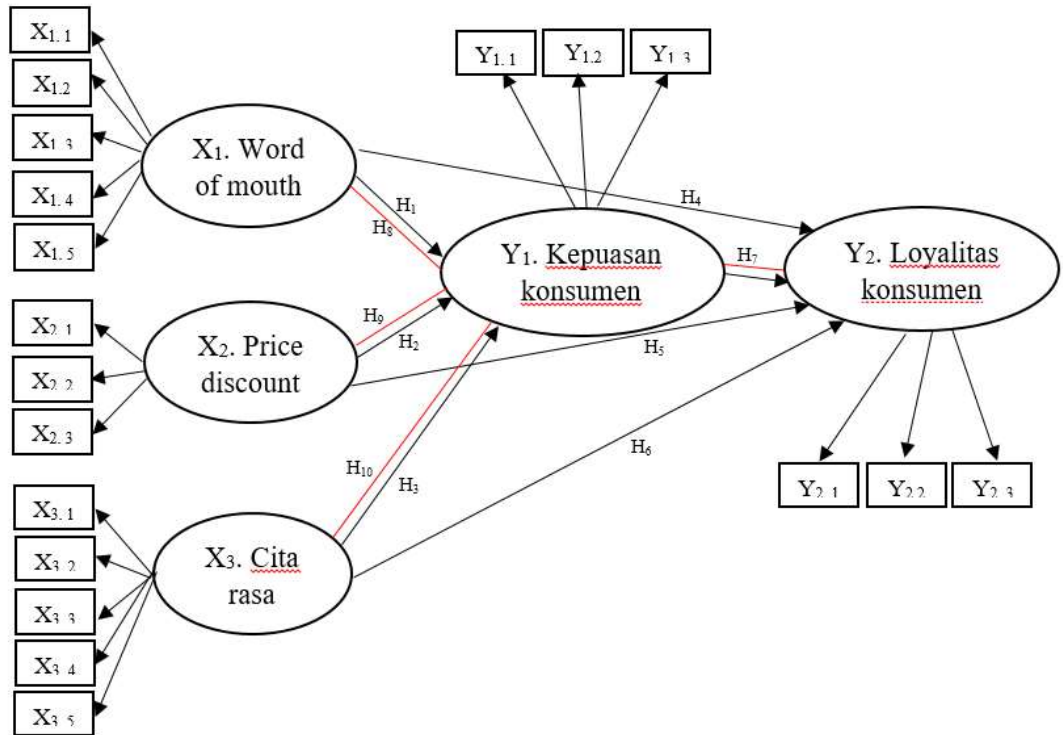 X1.1
X1.2
X1.3
X1.4
X1.5
X2.1
X2.2
X2.3
X3.1
X3.2
X3.3
X3.4
X3.5
X1. Word
of mouth
X2. Price
discount
X3. Cita
rasa
Y1.1
Y1.2
Y1.3
H1
H8
H9
H2
H10
H3
Y1. Kepuasan
konsumen
H4
H7
H5
H6
Y2. Loyalitas
konsumen
Y2.1
Y2.2
Y2.3